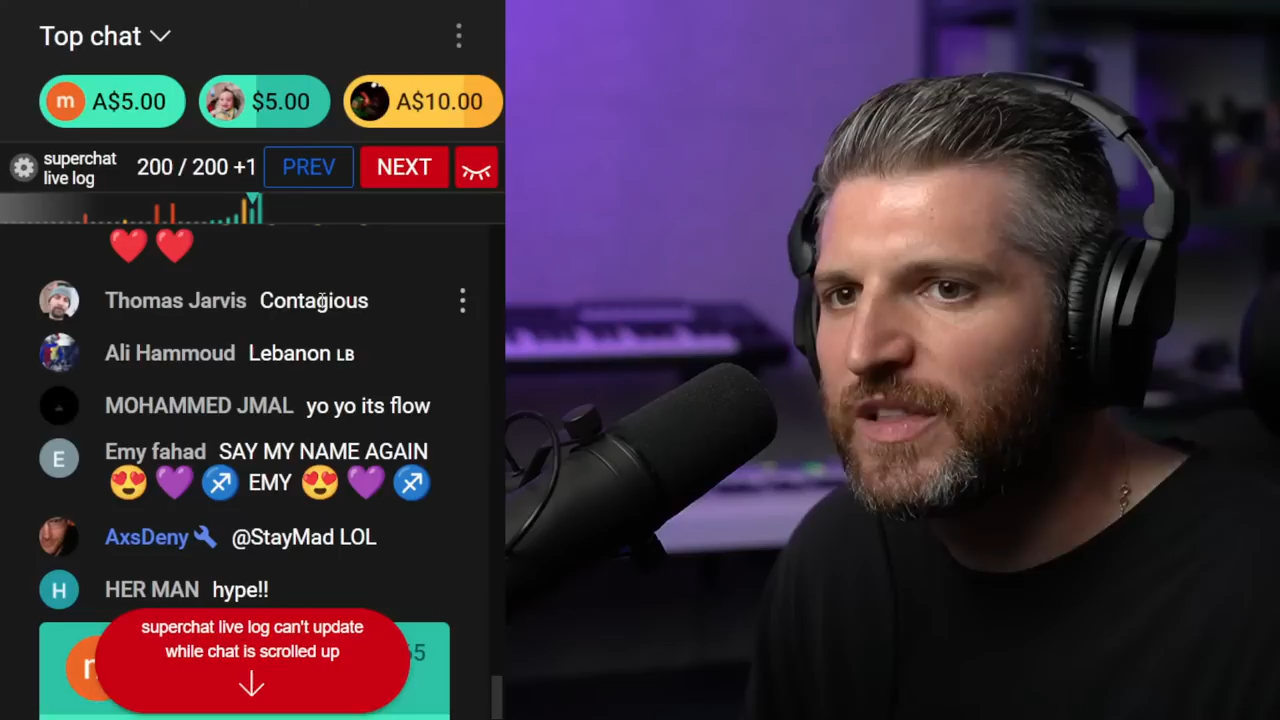 Top chat
m A$5.00 $5.00 A$10.00
superchat
live log
200 / 200 +1 PREV NEXT
Thomas Jarvis Contagious
Ali Hammoud Lebanon LB
MOHAMMED JMAL yo yo its flow
E Emy fahad SAY MY NAME AGAIN
😍 💜 ♐ EMY 😍 💜 ♐
AxsDeny @StayMad LOL
H HER MAN hype!!
superchat live log can't update
while chat is scrolled up